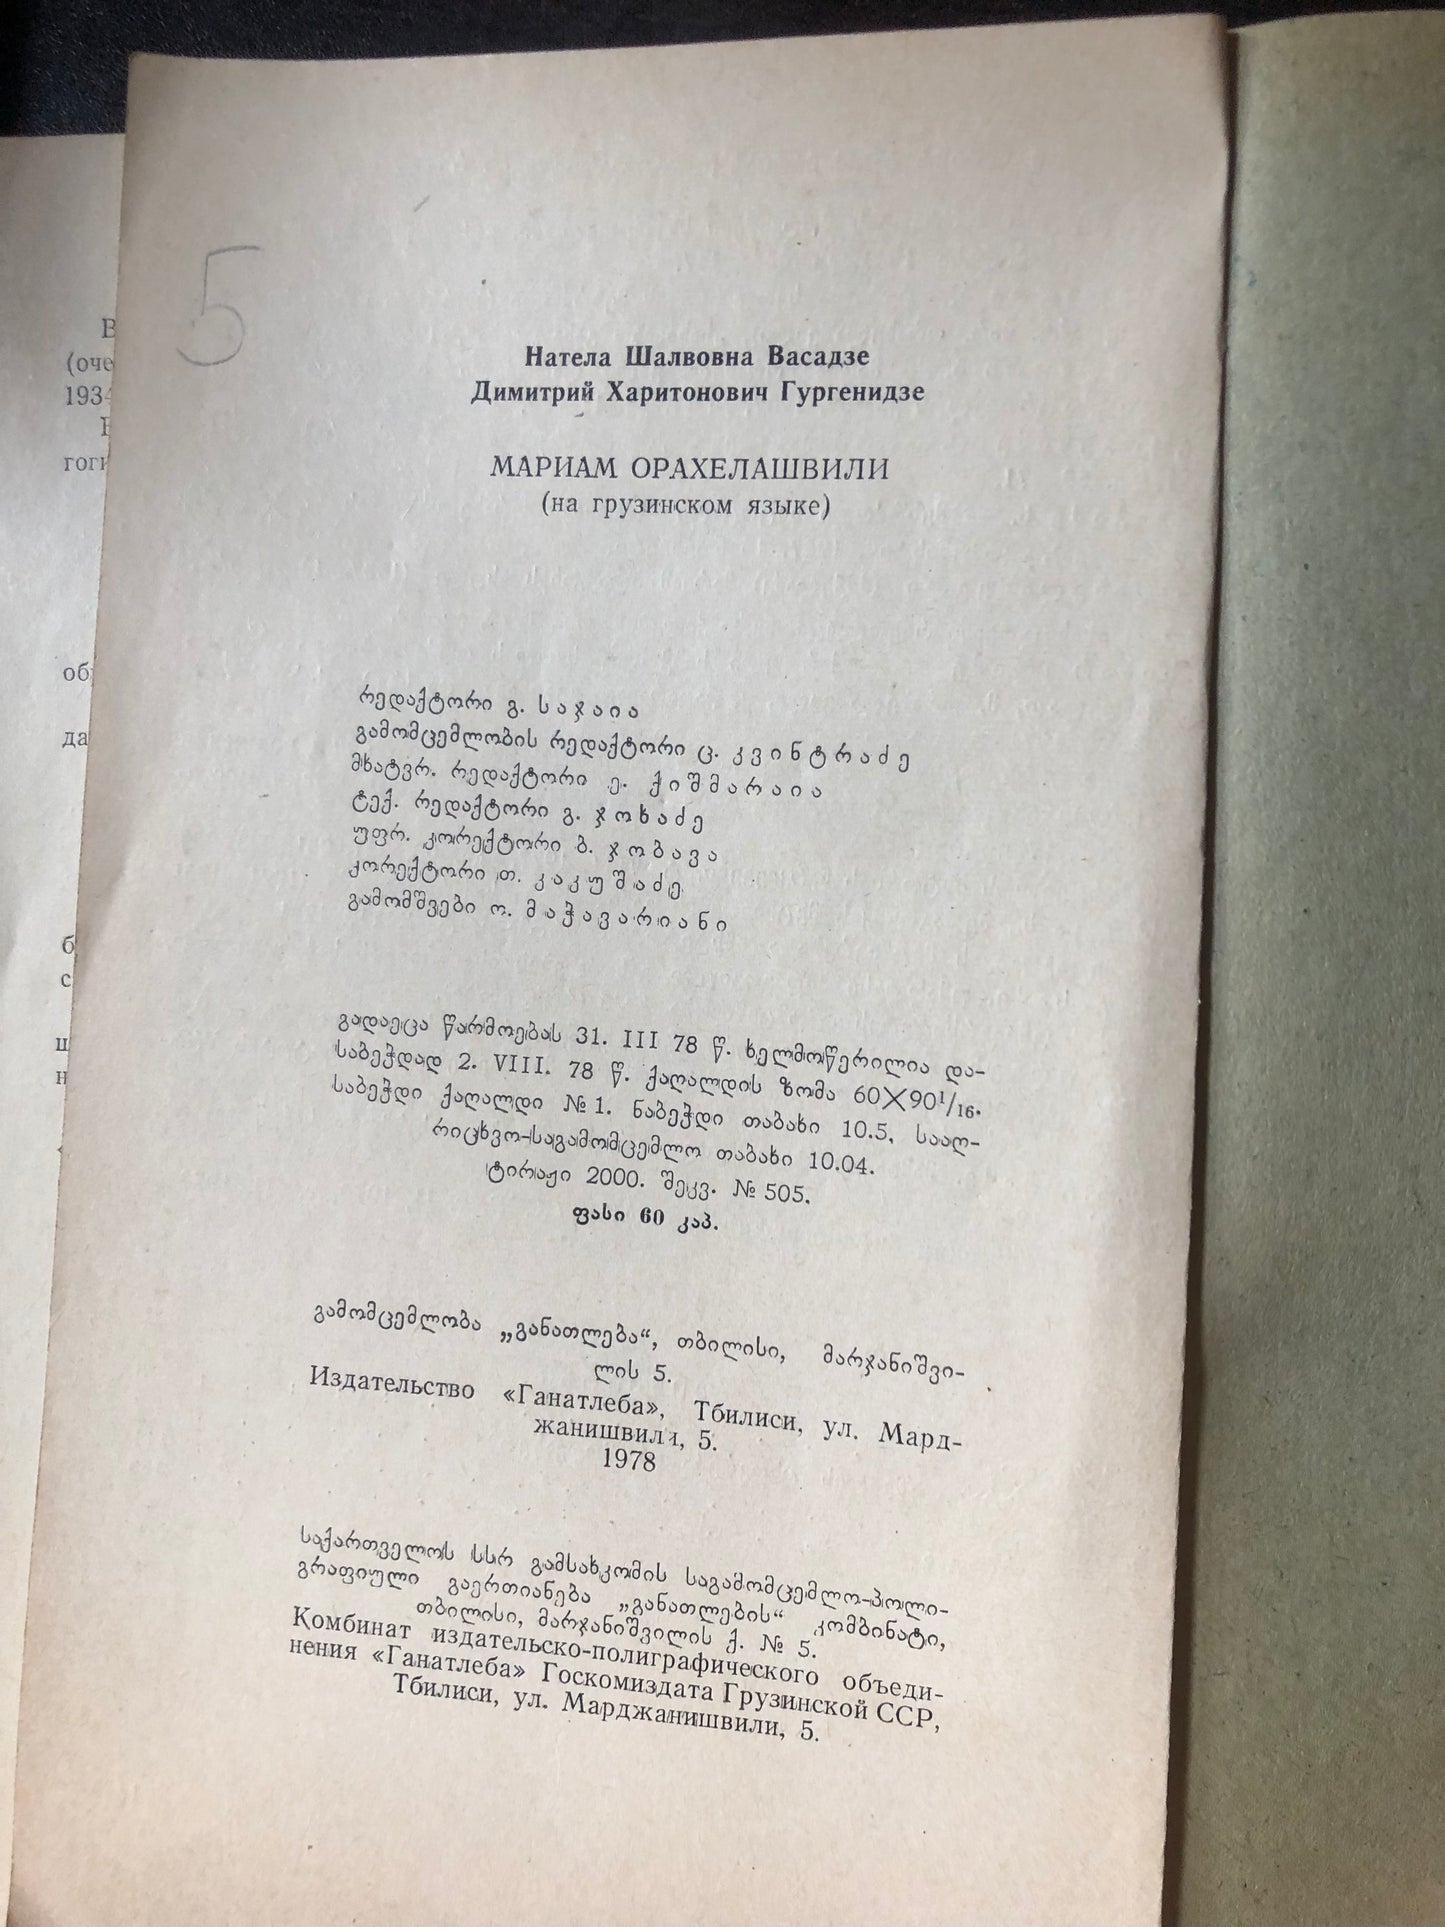 5
Натела Шалвовна Васадзе
Димитрий Харитонович Гургенидзе
МАРИАМ ОРАХЕЛАШВИЛИ
(на грузинском языке)
რედაქტორი გ. საჯაია
გამომცემლობის რედაქტორი ც. კვინტრაძე
მხატვრ. რედაქტორი ე. ქიშმარაია
ტექ. რედაქტორი გ. ჯოხაძე
უფრ. კორექტორი ბ. ჯობავა
კორექტორი თ. კაკუშაძე
გამომშვები ო. მაჭავარიანი
გადაეცა წარმოებას 31. III 78 წ. ხელმოწერილია და-
საბეჭდად 2. VIII. 78 წ. ქაღალდის ზომა 60X90¹/₁₆.
საბეჭდი ქაღალდი № 1. ნაბეჭდი თაბახი 10.5, სააღ-
რიცხვო-საგამომცემლო თაბახი 10.04.
ტირაჟი 2000. შეკვ. № 505.
ფასი 60 კაპ.
გამომცემლობა „განათლება“, თბილისი, მარჯანიშვი-
ლის 5.
Издательство «Ганатлеба», Тбилиси, ул. Мард-
жанишвили, 5.
1978
საქართველოს სსრ გამსახკომის საგამომცემლო-პოლი-
გრაფიული გაერთიანება „განათლების“ კომბინატი,
თბილისი, მარჯანიშვილის ქ. № 5.
Комбинат издательско-полиграфического объеди-
нения «Ганатлеба» Госкомиздата Грузинской ССР,
Тбилиси, ул. Марджанишвили, 5.
(оче
1934
гоги
об
да